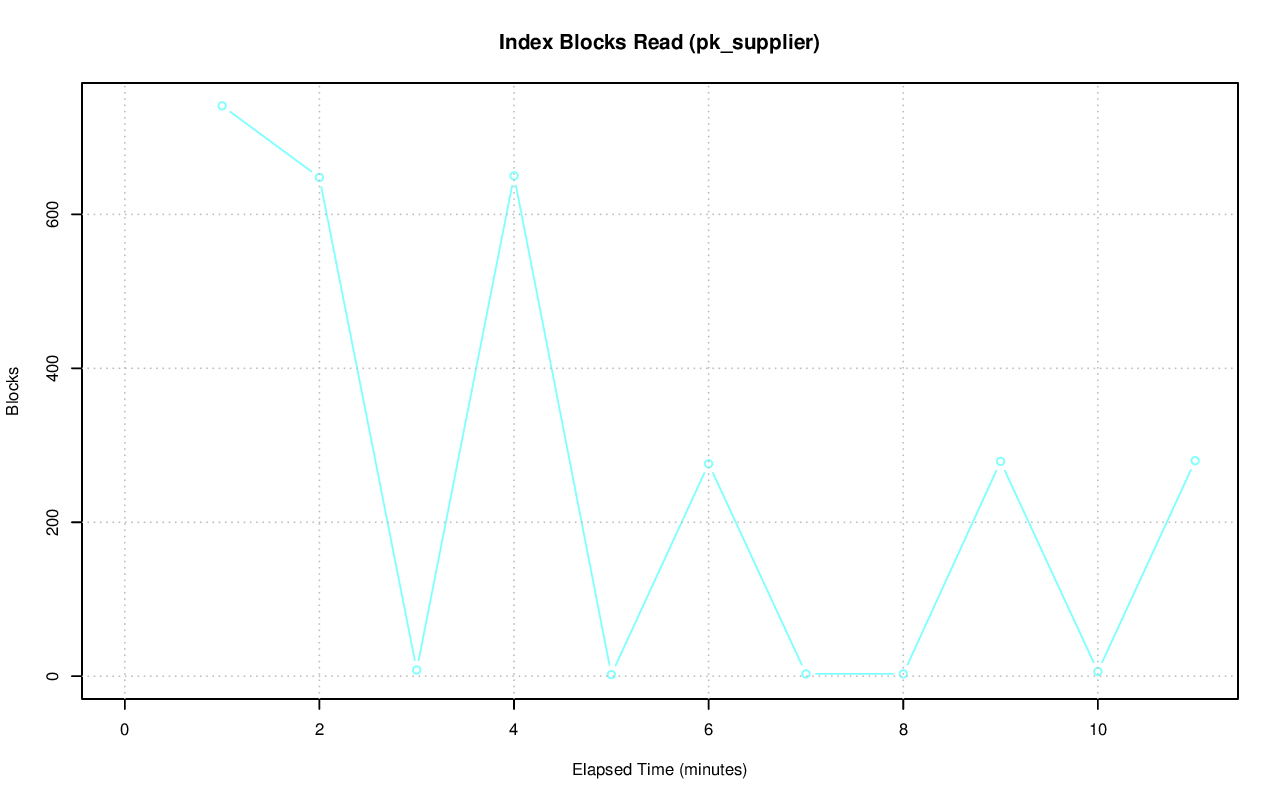 Index Blocks Read (pk_supplier)
Blocks
600
400
200
0
0 2 4 6 8 10
Elapsed Time (minutes)